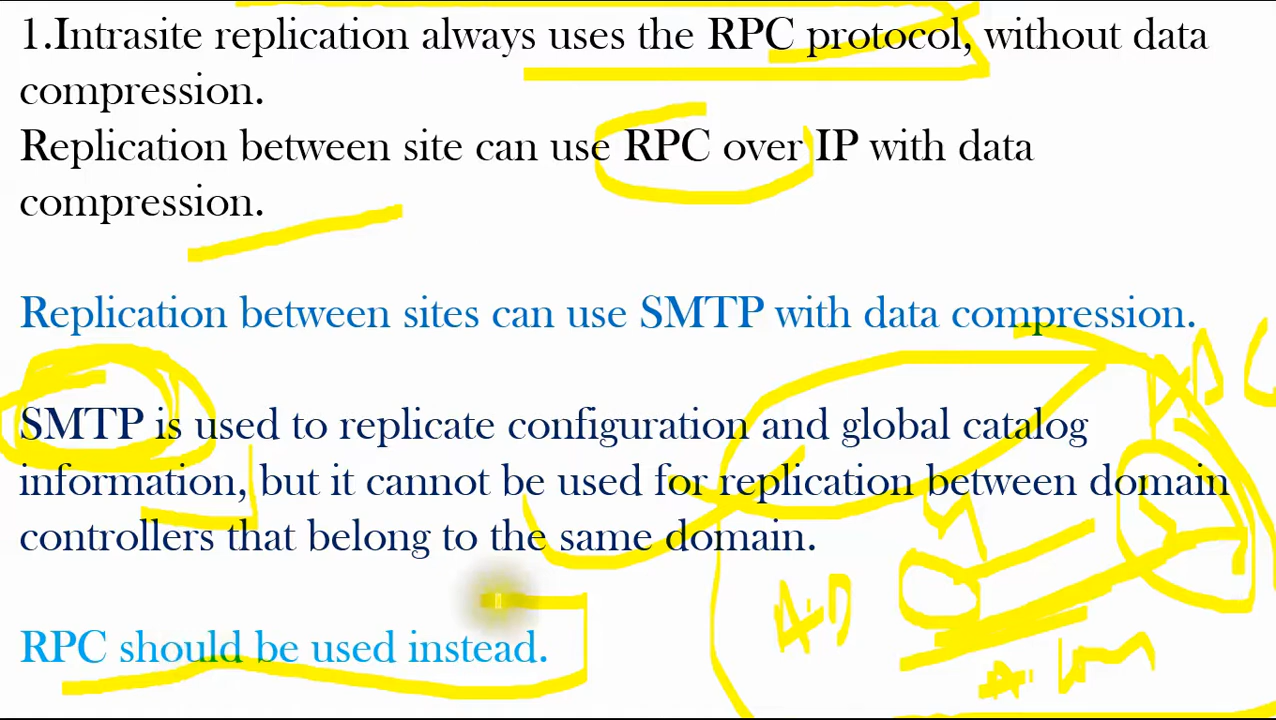 1.Intrasite replication always uses the RPC protocol, without data
compression.
Replication between site can use RPC over IP with data
compression.
Replication between sites can use SMTP with data compression.
SMTP is used to replicate configuration and global catalog
information, but it cannot be used for replication between domain
controllers that belong to the same domain.
RPC should be used instead.